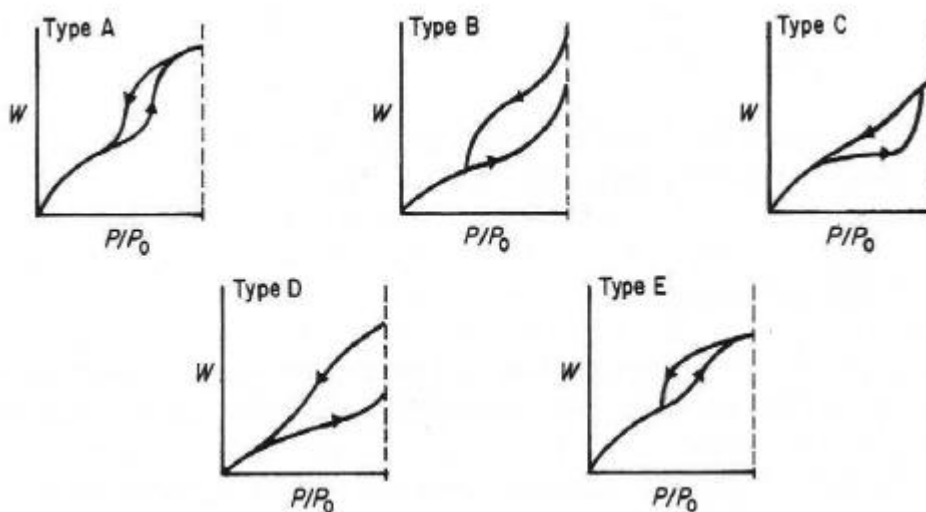 Type A
W
P/P₀
Type B
W
P/P₀
Type C
W
P/P₀
Type D
W
P/P₀
Type E
W
P/P₀